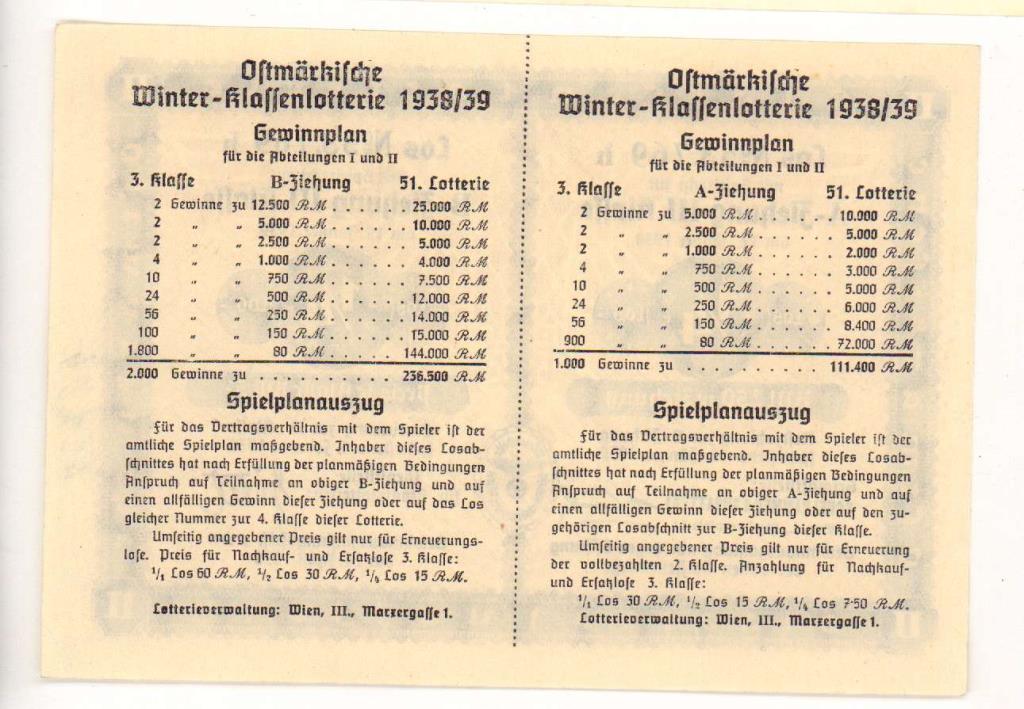 Ostmärkische
Winter-Klassenlotterie 1938/39
Gewinnplan
für die Abteilungen I und II
3. Klasse B-Ziehung 51. Lotterie
2 Gewinne zu 12.500 RM . . . . . . 25.000 RM
2 „ „ 5.000 RM . . . . . . 10.000 RM
2 „ „ 2.500 RM . . . . . . 5.000 RM
4 „ „ 1.000 RM . . . . . . 4.000 RM
10 „ „ 750 RM . . . . . . 7.500 RM
24 „ „ 500 RM . . . . . . 12.000 RM
56 „ „ 250 RM . . . . . . 14.000 RM
100 „ „ 150 RM . . . . . . 15.000 RM
1.800 „ „ 80 RM . . . . . . 144.000 RM
2.000 Gewinne zu . . . . . . . . . . 236.500 RM
Spielplanauszug
Für das Vertragsverhältnis mit dem Spieler ist der
amtliche Spielplan maßgebend. Inhaber dieses Losab-
schnittes hat nach Erfüllung der planmäßigen Bedingungen
Anspruch auf Teilnahme an obiger B-Ziehung und auf
einen allfälligen Gewinn dieser Ziehung oder auf das Los
gleicher Nummer zur 4. Klasse dieser Lotterie.
Umseitig angegebener Preis gilt nur für Erneuerungs-
lose. Preis für Nachkauf- und Ersatzlose 3. Klasse:
1/1 Los 60 RM, 1/2 Los 30 RM, 1/4 Los 15 RM.
Lotterieverwaltung: Wien, III., Marxergasse 1.
Ostmärkische
Winter-Klassenlotterie 1938/39
Gewinnplan
für die Abteilungen I und II
3. Klasse A-Ziehung 51. Lotterie
2 Gewinne zu 5.000 RM . . . . . . 10.000 RM
2 „ „ 2.500 RM . . . . . . 5.000 RM
2 „ „ 1.000 RM . . . . . . 2.000 RM
4 „ „ 750 RM . . . . . . 3.000 RM
10 „ „ 500 RM . . . . . . 5.000 RM
24 „ „ 250 RM . . . . . . 6.000 RM
56 „ „ 150 RM . . . . . . 8.400 RM
900 „ „ 80 RM . . . . . . 72.000 RM
1.000 Gewinne zu . . . . . . . . . . 111.400 RM
Spielplanauszug
Für das Vertragsverhältnis mit dem Spieler ist der
amtliche Spielplan maßgebend. Inhaber dieses Losab-
schnittes hat nach Erfüllung der planmäßigen Bedingungen
Anspruch auf Teilnahme an obiger A-Ziehung und auf
einen allfälligen Gewinn dieser Ziehung oder auf den zu-
gehörigen Losabschnitt zur B-Ziehung dieser Klasse.
Umseitig angegebener Preis gilt nur für Erneuerung
der vollbezahlten 2. Klasse. Anzahlung für Nachkauf-
und Ersatzlose 3. Klasse:
1/1 Los 30 RM, 1/2 Los 15 RM, 1/4 Los 7·50 RM.
Lotterieverwaltung: Wien, III., Marxergasse 1.